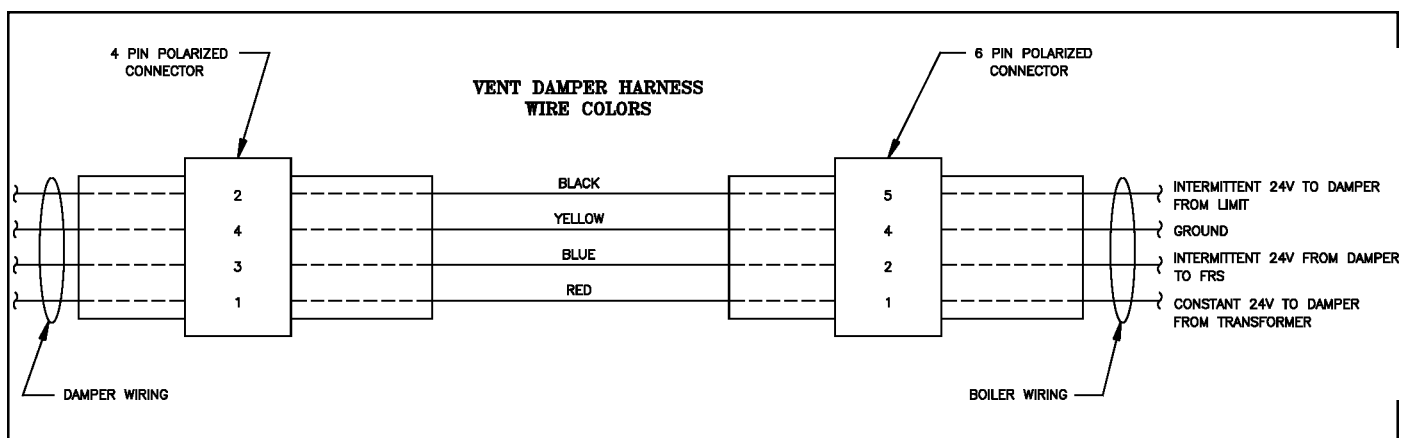 4 PIN POLARIZED
CONNECTOR
6 PIN POLARIZED
CONNECTOR
VENT DAMPER HARNESS
WIRE COLORS
2
BLACK
5
INTERMITTENT 24V TO DAMPER
FROM LIMIT
4
YELLOW
4
GROUND
3
BLUE
2
INTERMITTENT 24V FROM DAMPER
TO FRS
1
RED
1
CONSTANT 24V TO DAMPER
FROM TRANSFORMER
DAMPER WIRING
BOILER WIRING